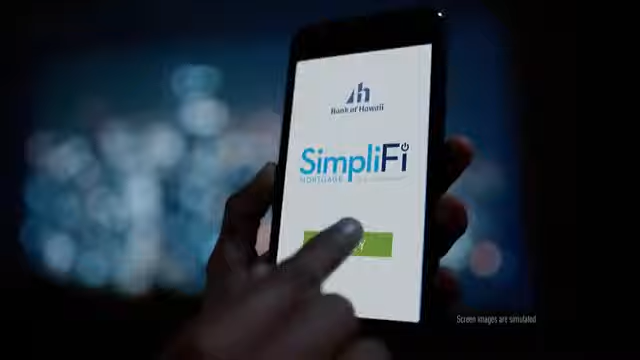 Bank of Hawaii
SimpliFi
MORTGAGE
Screen images are simulated